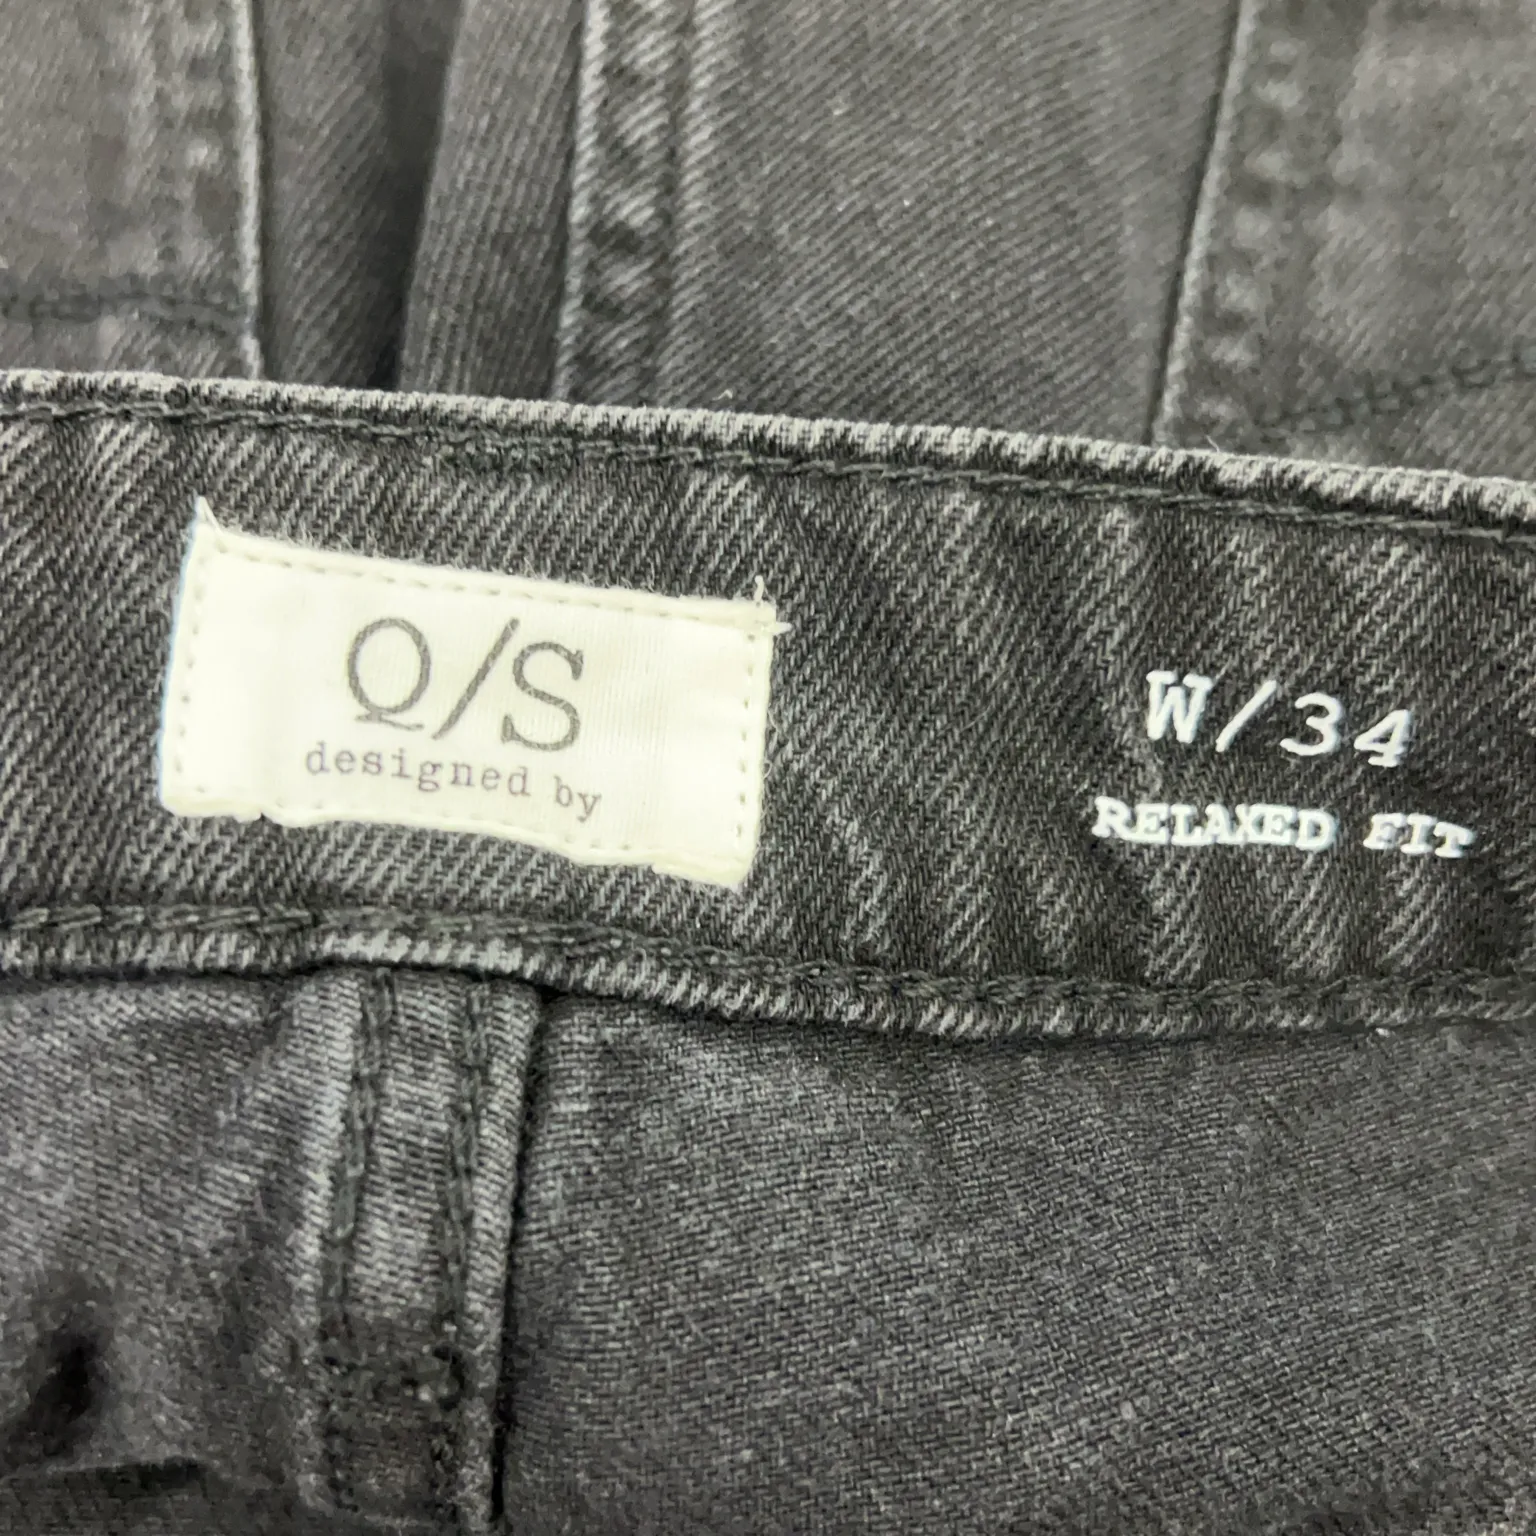 Q/S
designed by
W/34
RELAXED FIT